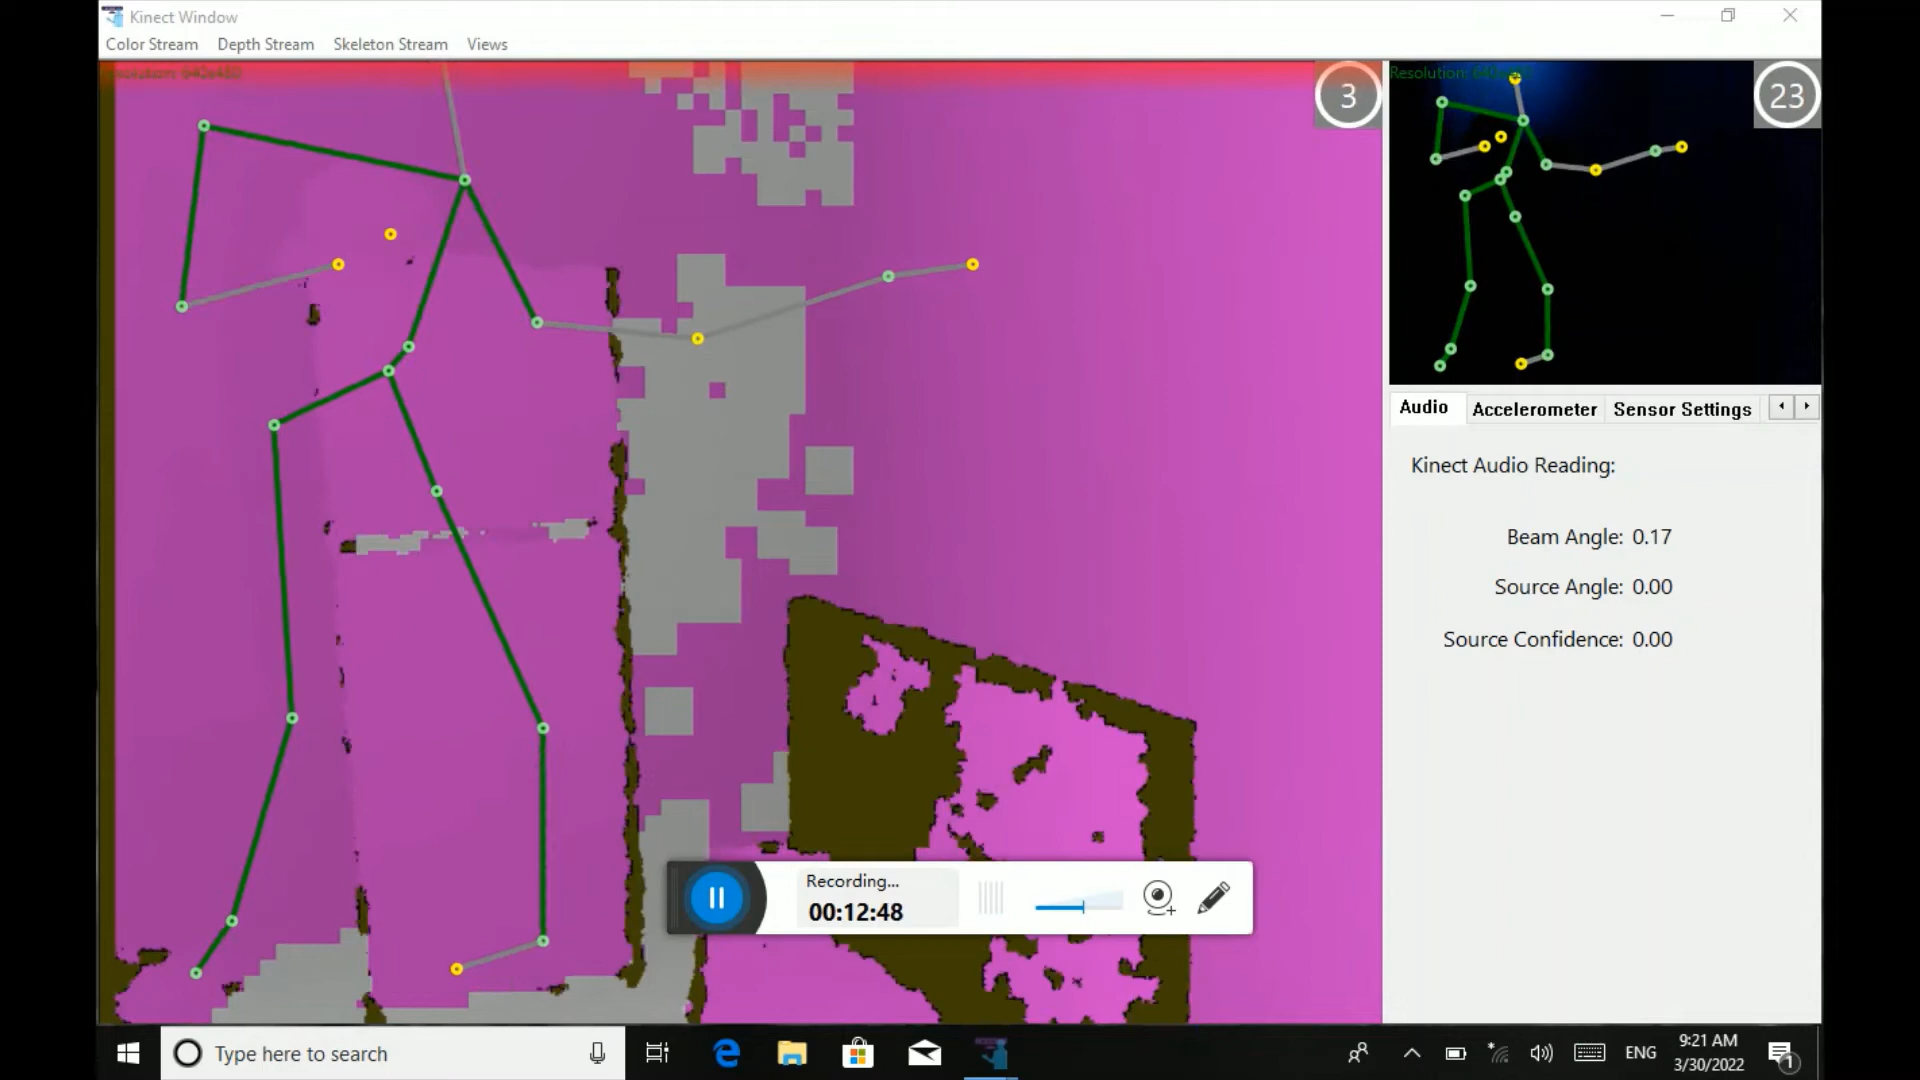 Kinect Window
Color Stream Depth Stream Skeleton Stream Views
3
Resolution:
23
Audio Accelerometer Sensor Settings
Kinect Audio Reading:
Beam Angle: 0.17
Source Angle: 0.00
Source Confidence: 0.00
Recording...
00:12:48
Type here to search
ENG
9:21 AM
3/30/2022
1